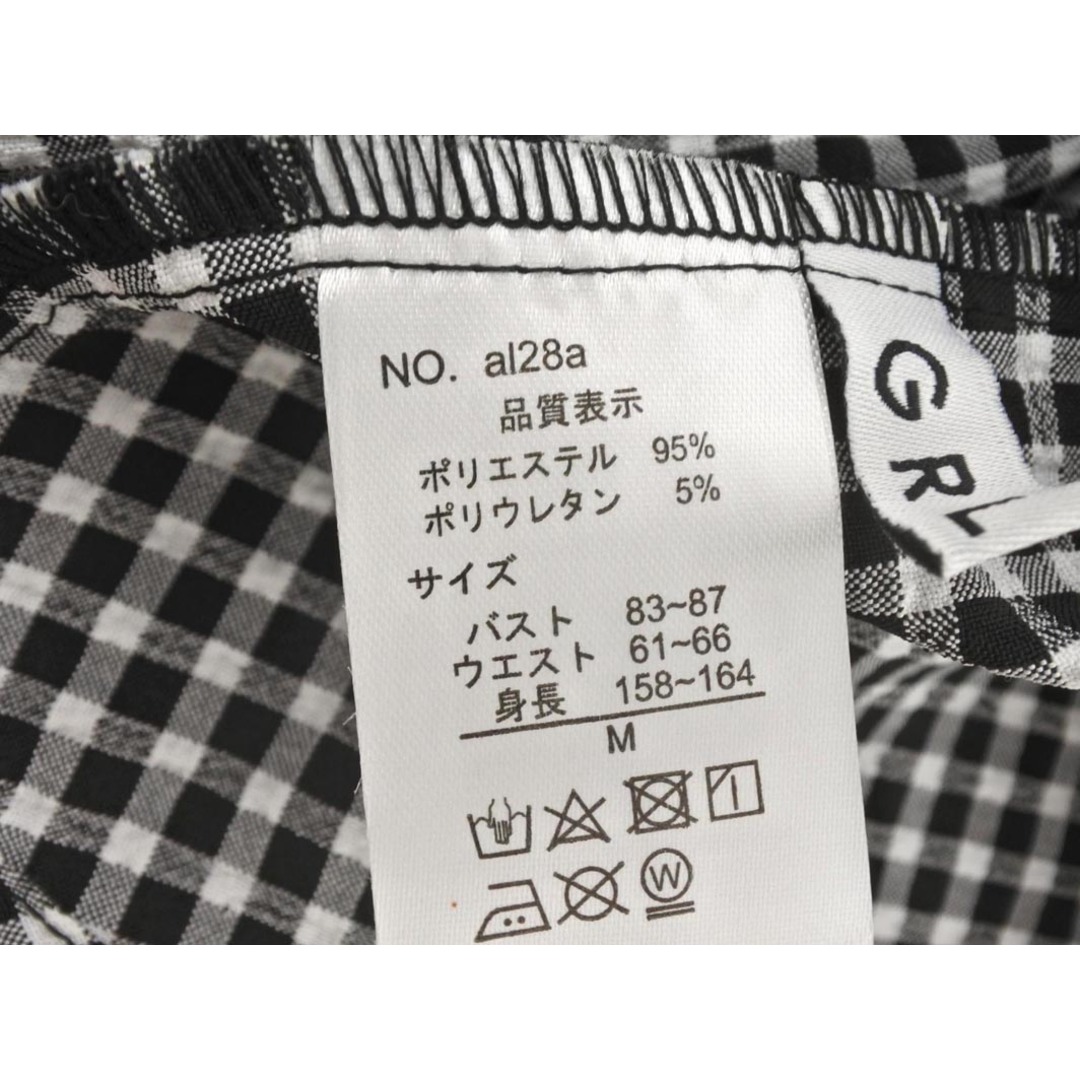 NO. al28a
品質表示
ポリエステル 95%
ポリウレタン 5%
サイズ
バスト 83~87
ウエスト 61~66
身長 158~164
M
W
GRL